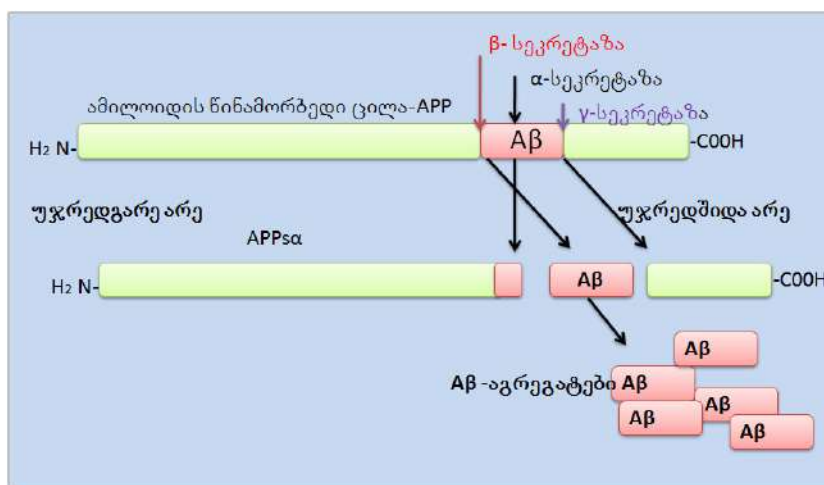 β- სეკრეტაზა
α-სეკრეტაზა
ამილოიდის წინამორბედი ცილა-APP
γ-სეკრეტაზა
H₂ N-
Aβ
-COOH
უჯრედგარე არე
უჯრედშიდა არე
APPsα
H₂ N-
Aβ
-COOH
Aβ
Aβ -აგრეგატები
Aβ
Aβ
Aβ
Aβ